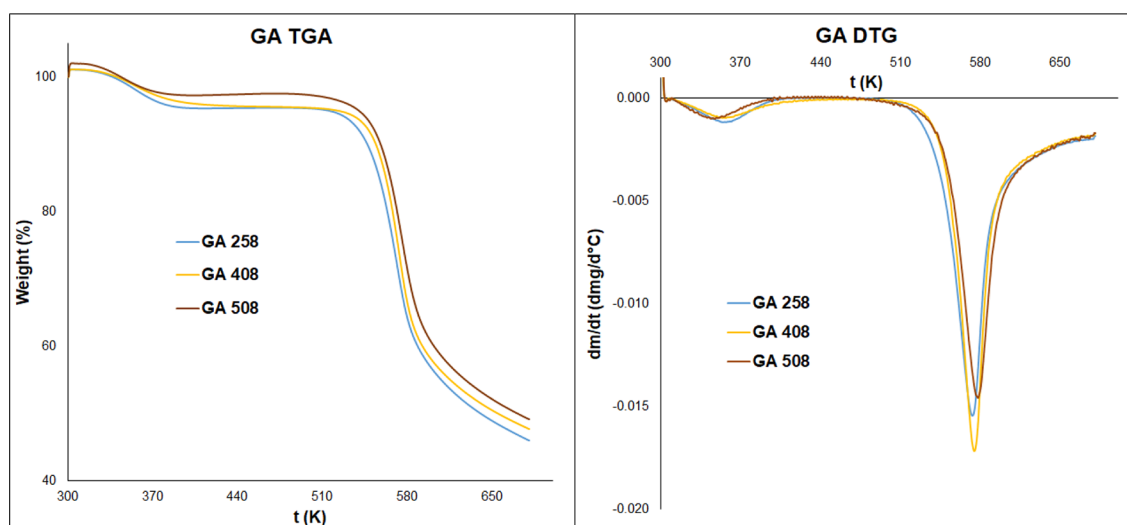 GA TGA
100
80
60
40
Weight (%)
GA 258
GA 408
GA 508
300 370 440 510 580 650
t (K)
GA DTG
300 370 440 510 580 650
t (K)
0.000
-0.005
-0.010
-0.015
-0.020
dm/dt (dmg/d°C)
GA 258
GA 408
GA 508